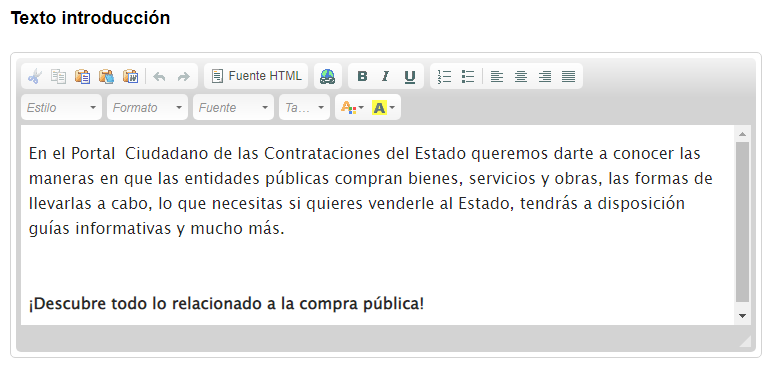 Texto introducción
Fuente HTML
B I U
Estilo Formato Fuente Ta... A A
En el Portal  Ciudadano de las Contrataciones del Estado queremos darte a conocer las
maneras en que las entidades públicas compran bienes, servicios y obras, las formas de
llevarlas a cabo, lo que necesitas si quieres venderle al Estado, tendrás a disposición
guías informativas y mucho más.
¡Descubre todo lo relacionado a la compra pública!